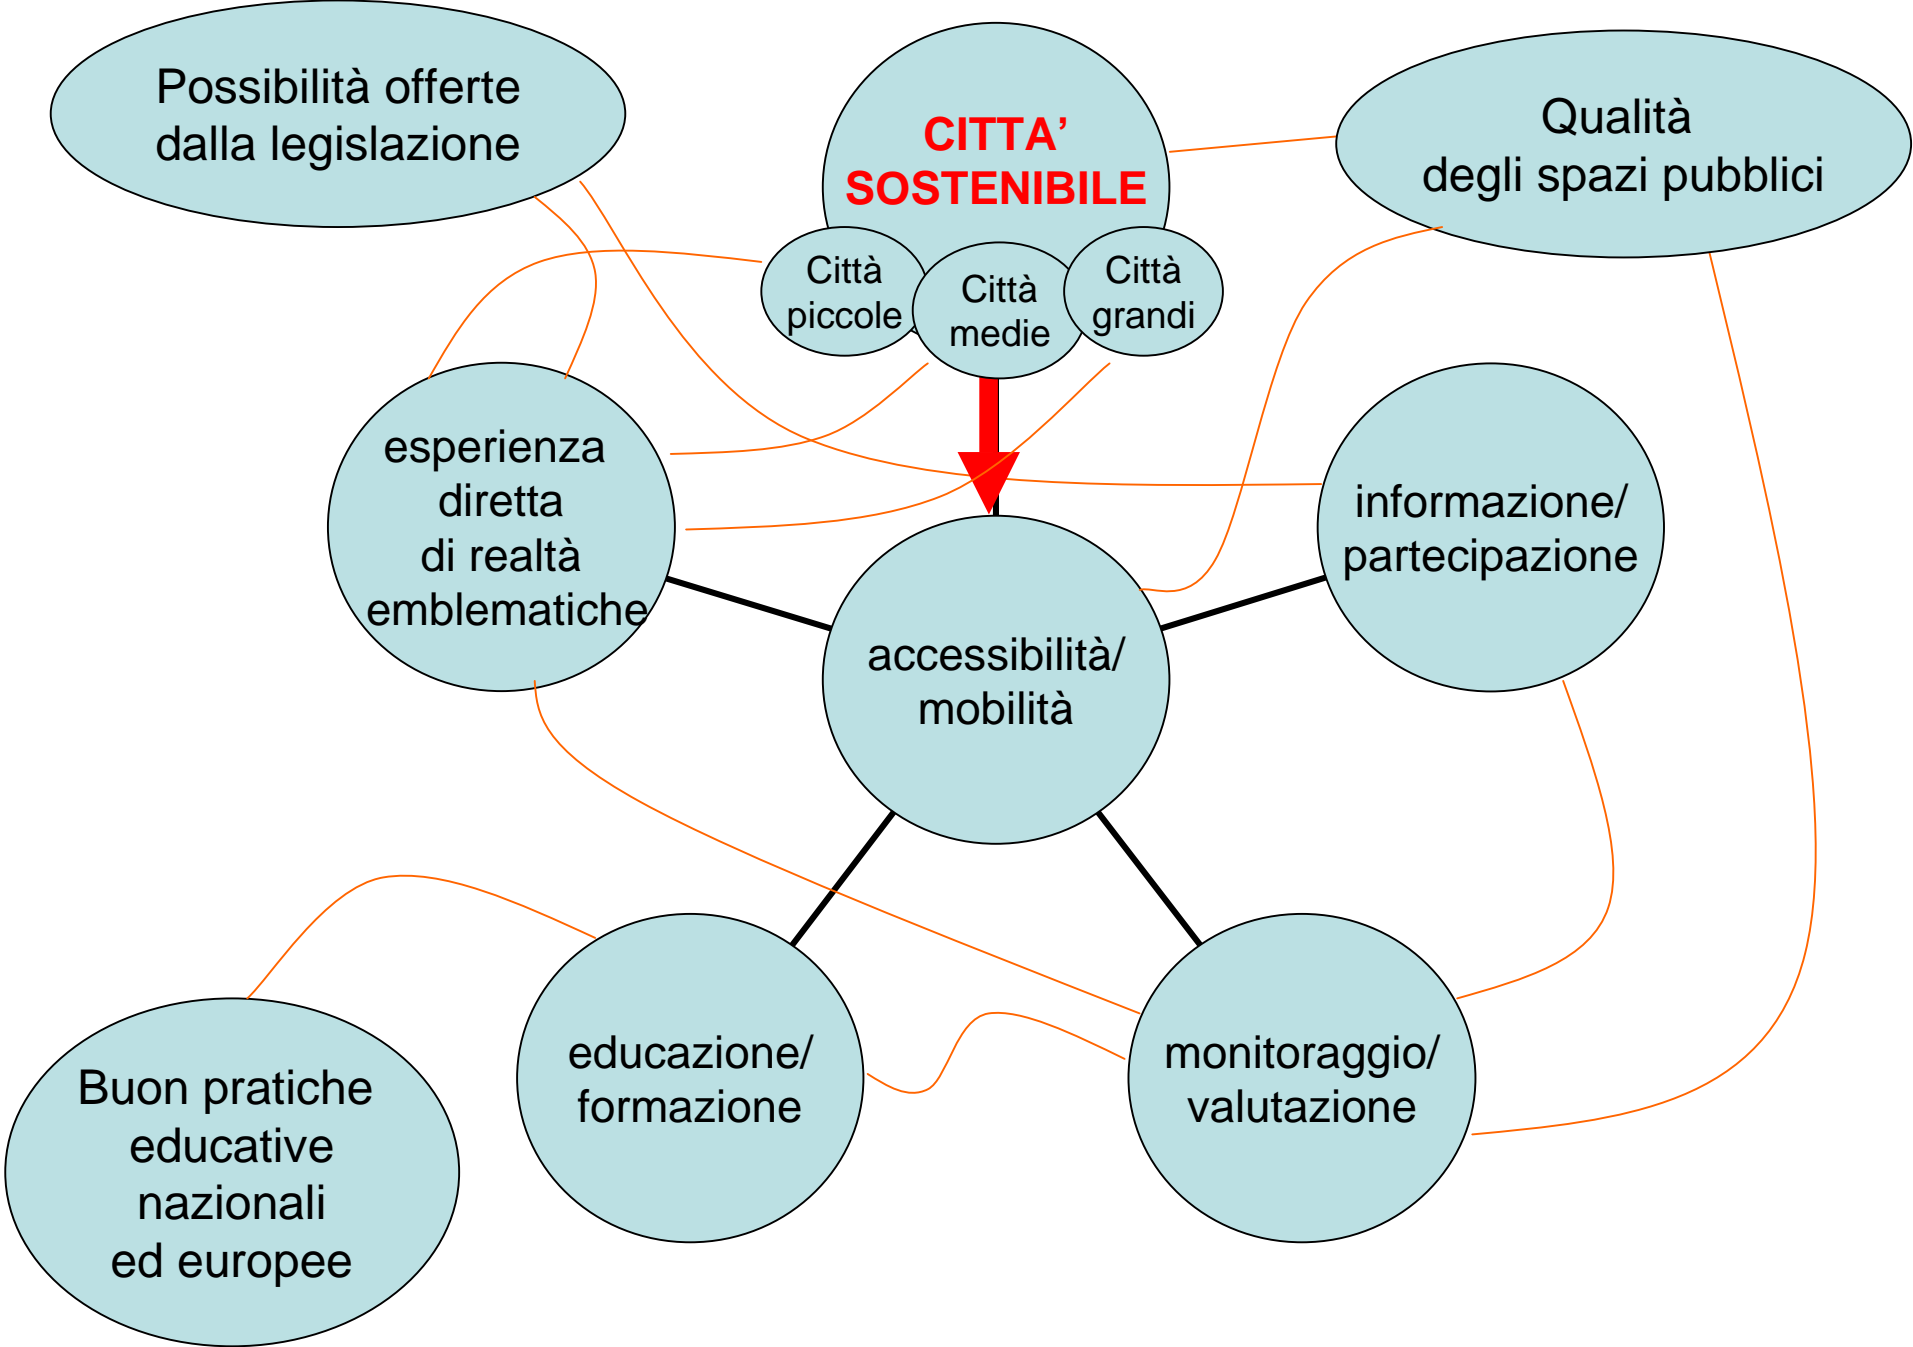 Possibilità offerte
dalla legislazione
CITTA’
SOSTENIBILE
Qualità
degli spazi pubblici
Città
piccole
Città
medie
Città
grandi
esperienza
diretta
di realtà
emblematiche
informazione/
partecipazione
accessibilità/
mobilità
Buon pratiche
educative
nazionali
ed europee
educazione/
formazione
monitoraggio/
valutazione